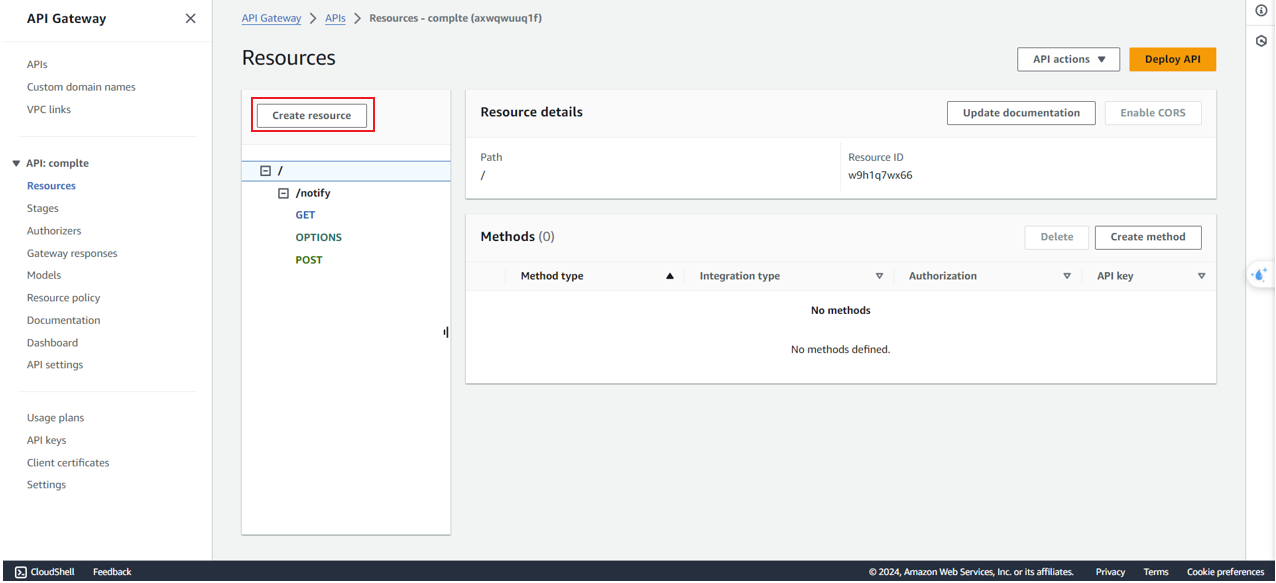 API Gateway
API Gateway
APIs
Resources - complte (axwqwuuq1f)
APIs
Custom domain names
VPC links
API: complte
Resources
Stages
Authorizers
Gateway responses
Models
Resource policy
Documentation
Dashboard
API settings
Usage plans
API keys
Client certificates
Settings
Resources
API actions
Deploy API
Create resource
/
/notify
GET
OPTIONS
POST
Resource details
Update documentation
Enable CORS
Path
/
Resource ID
w9h1q7wx66
Methods (0)
Delete
Create method
Method type
Integration type
Authorization
API key
No methods
No methods defined.
CloudShell
Feedback
© 2024, Amazon Web Services, Inc. or its affiliates.
Privacy
Terms
Cookie preferences